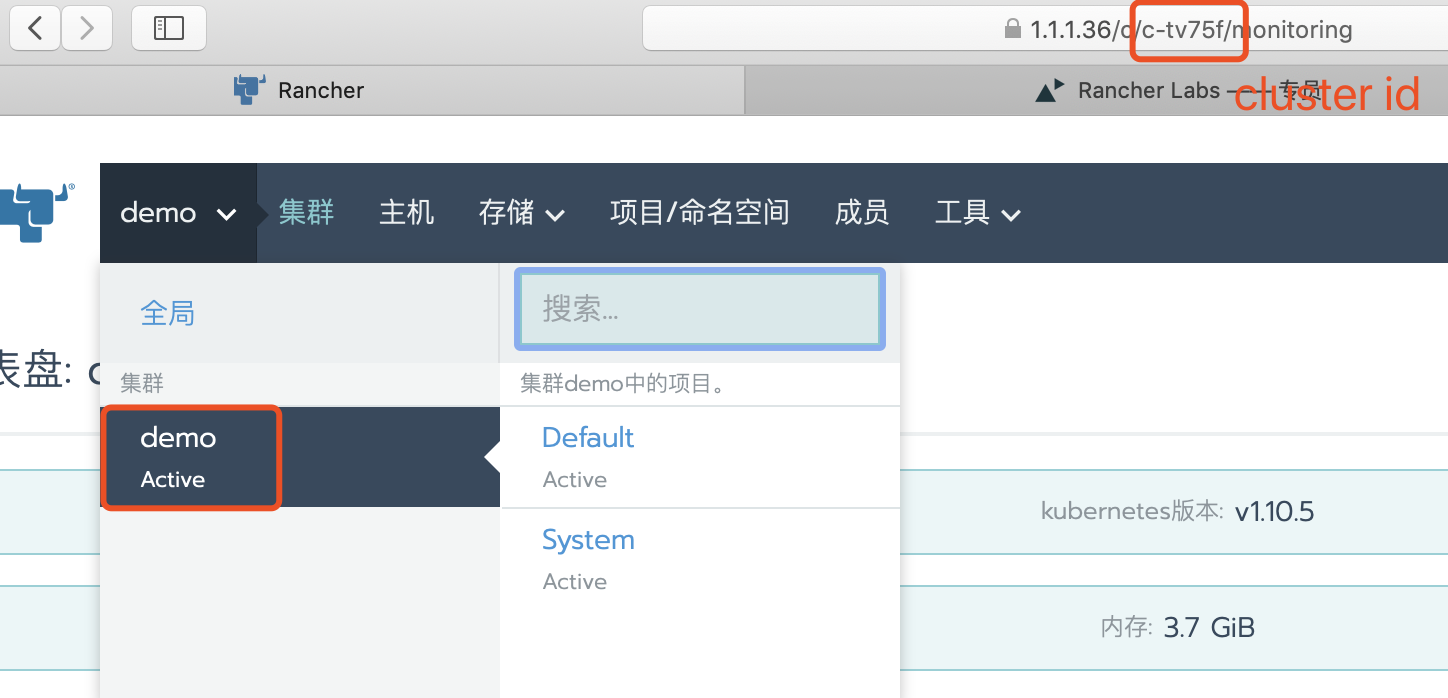 1.1.1.36/c/c-tv75f/monitoring
Rancher
Rancher Labs —— 专员
cluster id
demo 集群 主机 存储 项目/命名空间 成员 工具
全局
搜索...
表盘:
集群
集群demo中的项目。
demo
Active
Default
Active
System
Active
kubernetes版本: v1.10.5
内存: 3.7 GiB